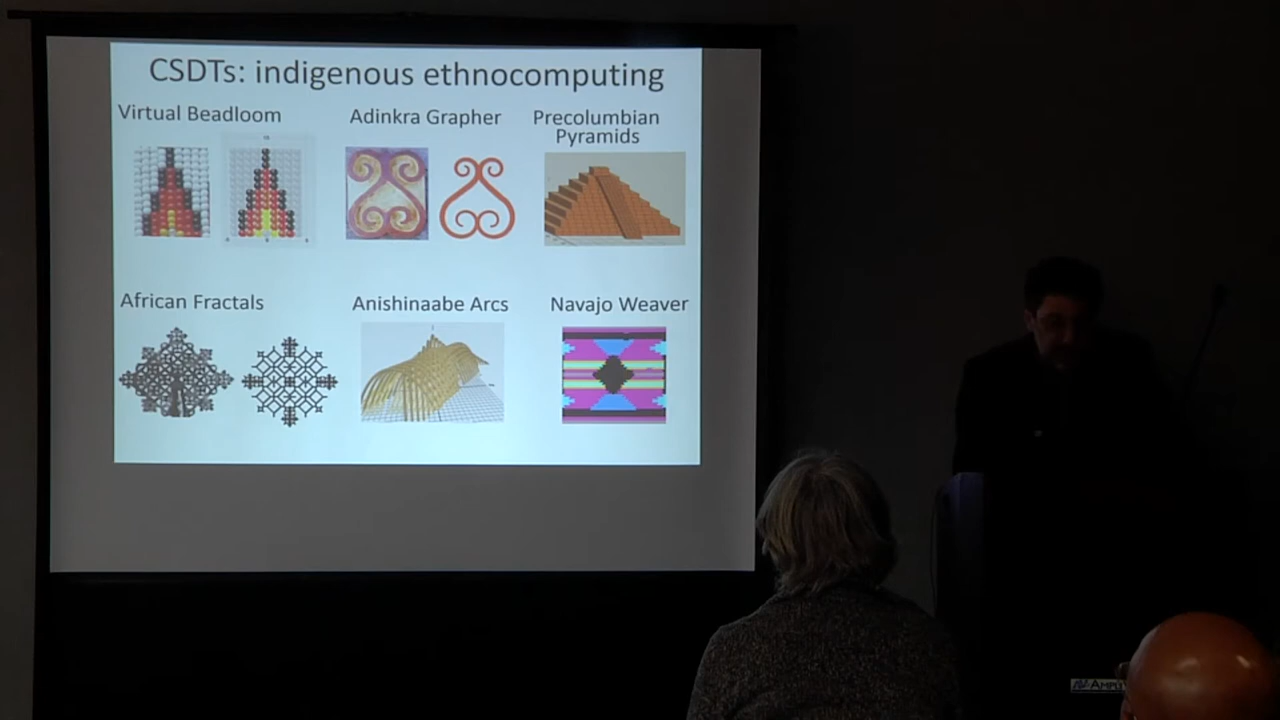 CSDTs: indigenous ethnocomputing
Virtual Beadloom
Adinkra Grapher
Precolumbian
Pyramids
African Fractals
Anishinaabe Arcs
Navajo Weaver